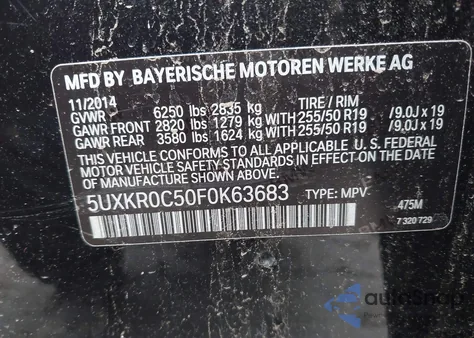 MFD BY BAYERISCHE MOTOREN WERKE AG
11/2014 TIRE / RIM
GVWR 6250 lbs 2835 kg
GAWR FRONT 2820 lbs 1279 kg WITH 255/50 R19 /9.0J x 19
GAWR REAR 3580 lbs 1624 kg WITH 255/50 R19 /9.0J x 19
THIS VEHICLE CONFORMS TO ALL APPLICABLE U.S. FEDERAL
MOTOR VEHICLE SAFETY STANDARDS IN EFFECT ON THE
DATE OF MANUFACTURE SHOWN ABOVE.
5UXKR0C50F0K63683 TYPE: MPV 475M
7 320 729
autoSnap